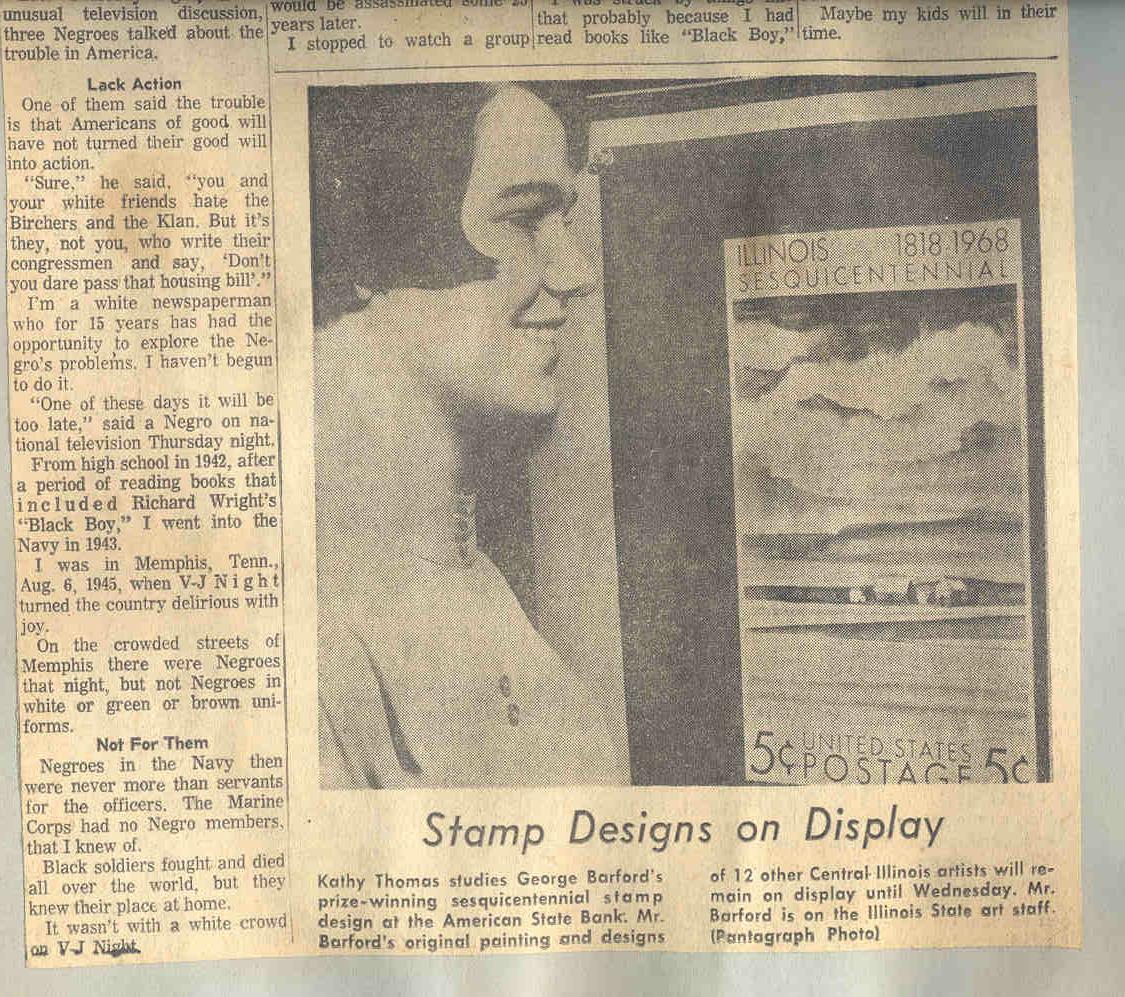 unusual television discussion,
three Negroes talked about the
trouble in America.
Lack Action
One of them said the trouble
is that Americans of good will
have not turned their good will
into action.
"Sure," he said, "you and
your white friends hate the
Birchers and the Klan. But it's
they, not you, who write their
congressmen and say, 'Don't
you dare pass that housing bill'."
I'm a white newspaperman
who for 15 years has had the
opportunity to explore the Ne-
gro's problems. I haven't begun
to do it.
"One of these days it will be
too late," said a Negro on na-
tional television Thursday night.
From high school in 1942, after
a period of reading books that
included Richard Wright's
"Black Boy," I went into the
Navy in 1943.
I was in Memphis, Tenn.,
Aug. 6, 1945, when V-J Night
turned the country delirious with
joy.
On the crowded streets of
Memphis there were Negroes
that night, but not Negroes in
white or green or brown uni-
forms.
Not For Them
Negroes in the Navy then
were never more than servants
for the officers. The Marine
Corps had no Negro members,
that I knew of.
Black soldiers fought and died
all over the world, but they
knew their place at home.
It wasn't with a white crowd
on V-J Night.
would be assassinated some
years later.
I stopped to watch a group
I was struck by things
that probably because I had
read books like "Black Boy,"
Maybe my kids will in their
time.
ILLINOIS 1818-1968
SESQUICENTENNIAL
5¢ UNITED STATES POSTAGE 5¢
Stamp Designs on Display
Kathy Thomas studies George Barford's
prize-winning sesquicentennial stamp
design at the American State Bank. Mr.
Barford's original painting and designs
of 12 other Central Illinois artists will re-
main on display until Wednesday. Mr.
Barford is on the Illinois State art staff.
(Pantagraph Photo)